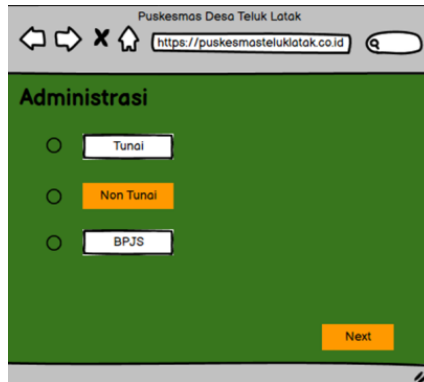 Puskesmas Desa Teluk Latak
https://puskesmasteluklatak.co.id
Administrasi
Tunai
Non Tunai
BPJS
Next